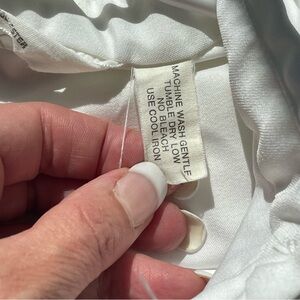 MACHINE WASH GENTLE
TUMBLE DRY LOW
NO BLEACH
USE COOL IRON